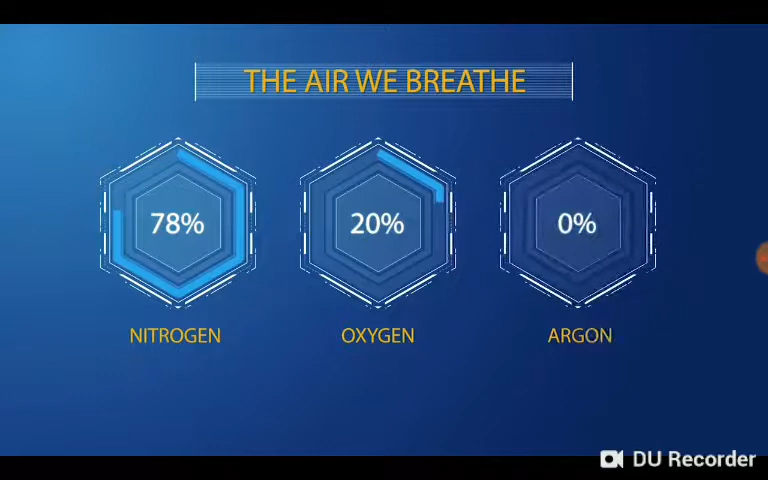 THE AIR WE BREATHE
78%
20%
0%
NITROGEN
OXYGEN
ARGON
DU Recorder